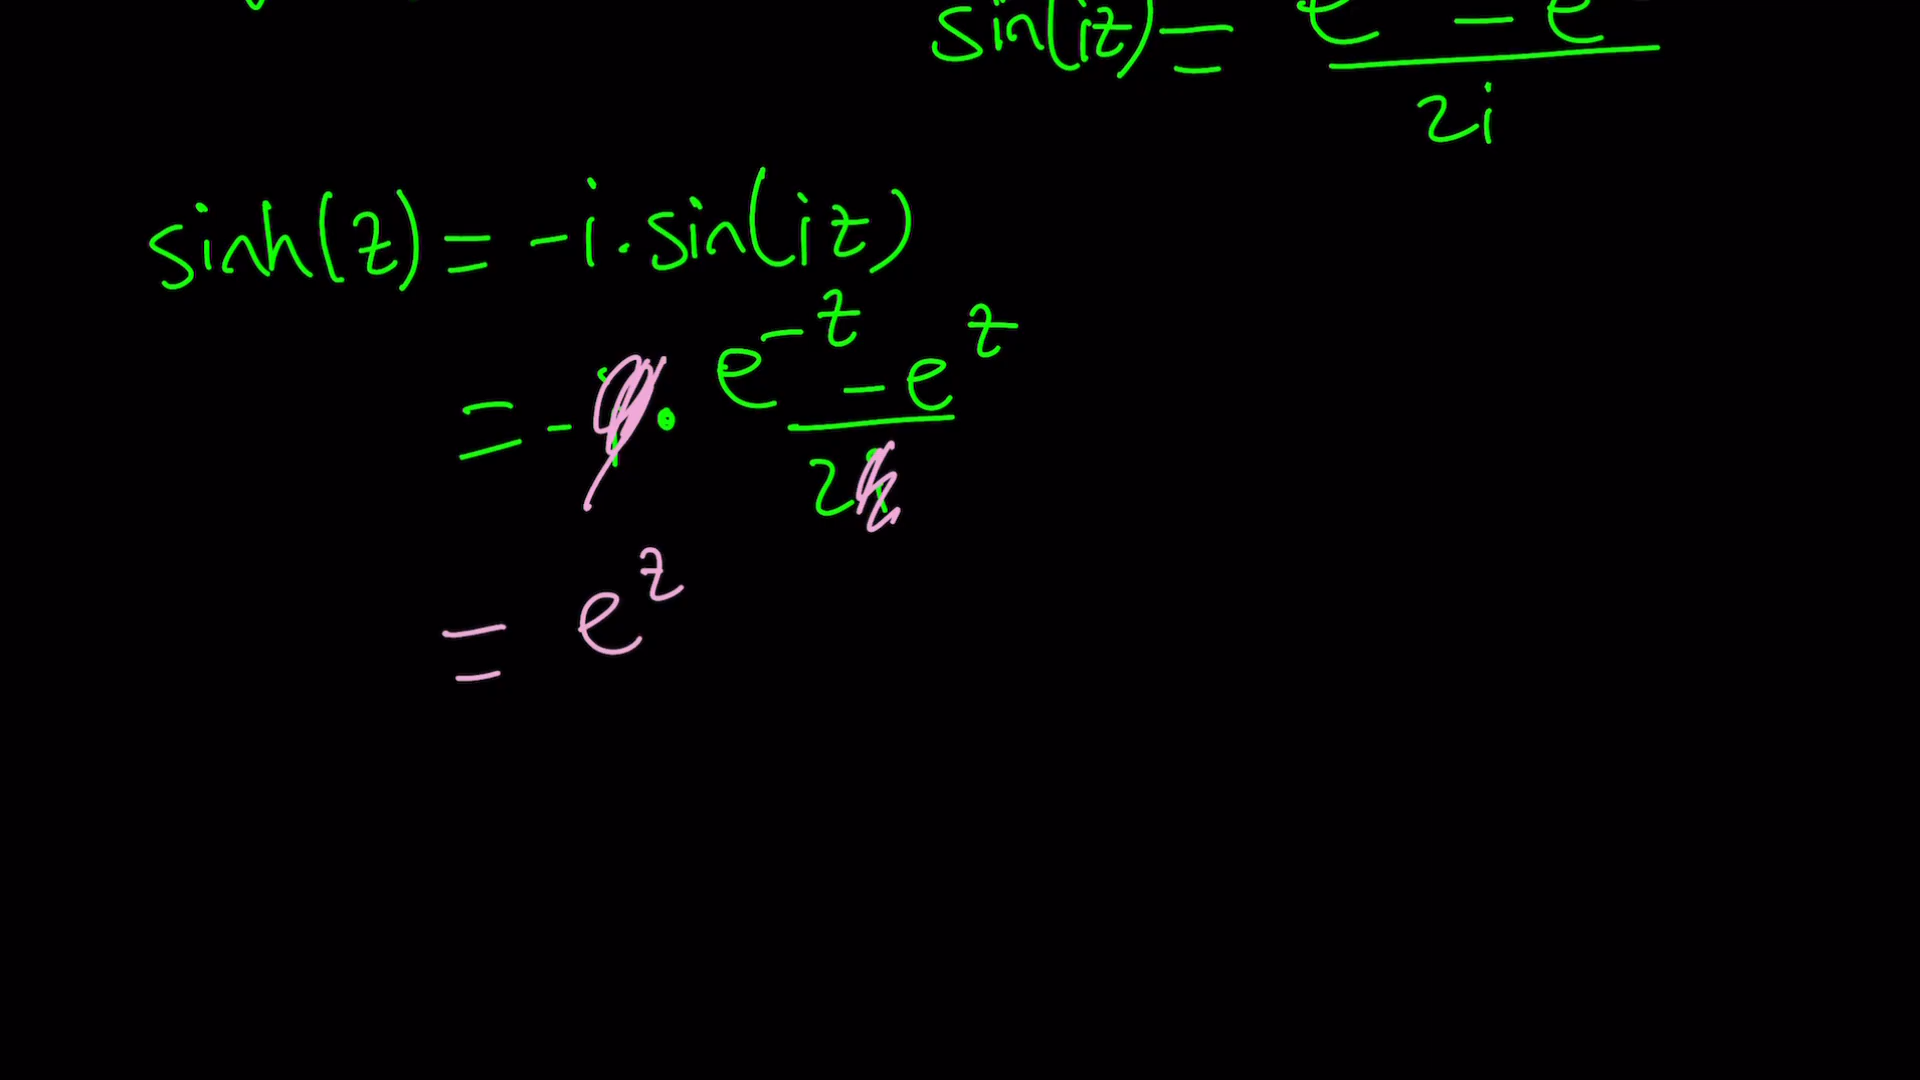 sin(iz) = e - e / 2i
sinh(z) = -i · sin(iz)
= -i · e^-z - e^z / 2i
= e^z